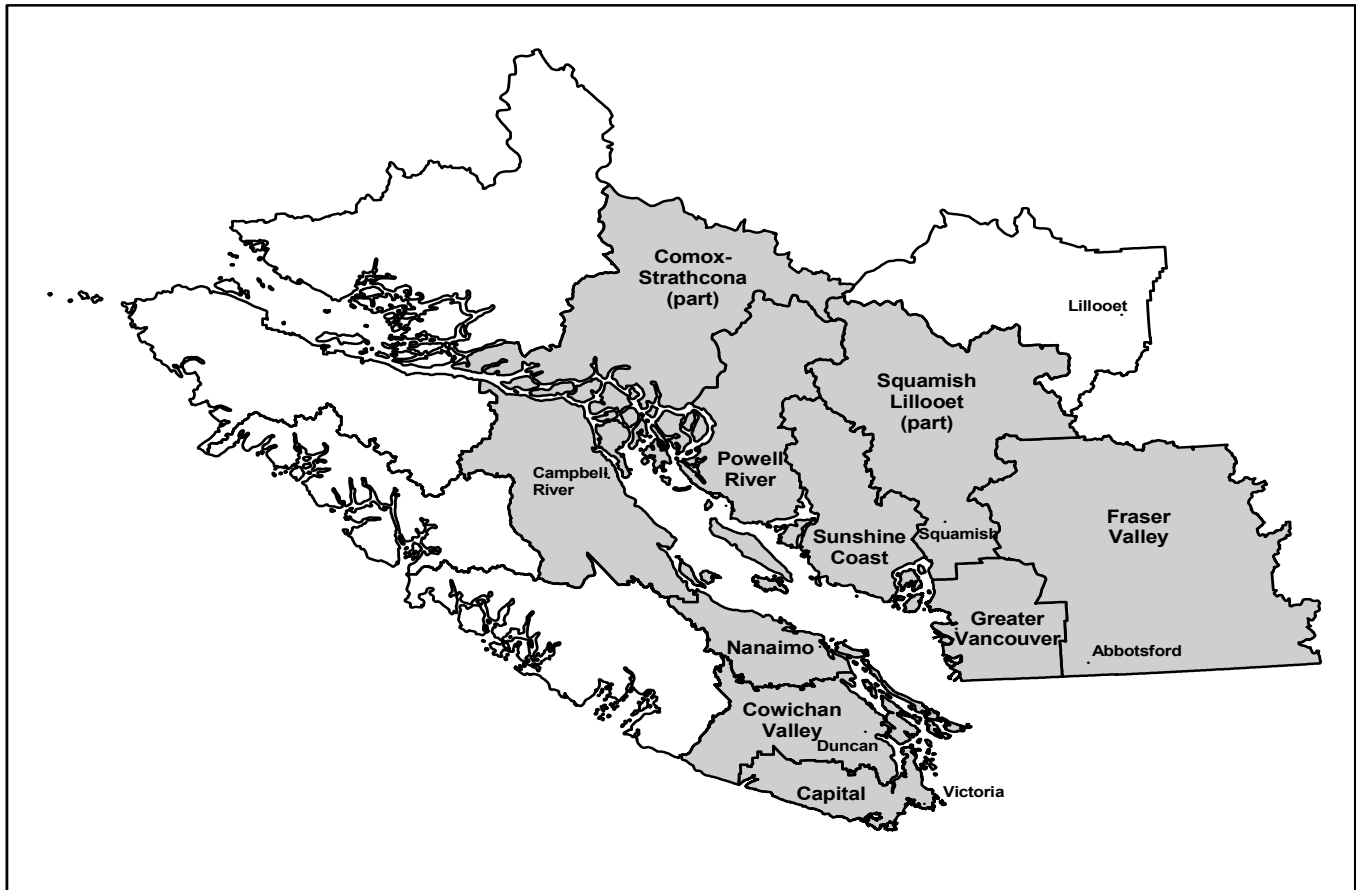 Comox-
Strathcona
(part)
Lillooet
Squamish
Lillooet
(part)
Campbell
River
Powell
River
Fraser
Valley
Sunshine
Coast
Squamish
Greater
Vancouver
Nanaimo
Abbotsford
Cowichan
Valley
Duncan
Capital
Victoria